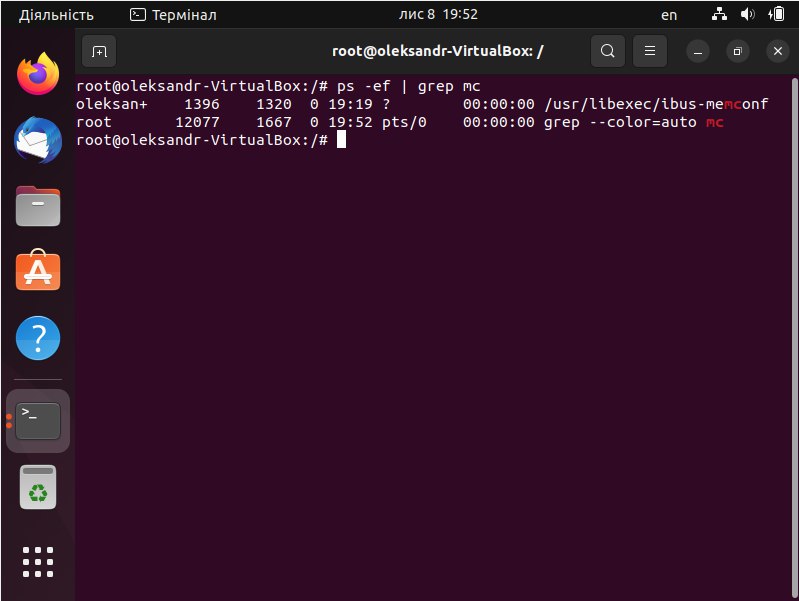 Діяльність Термінал лис 8 19:52 en
root@oleksandr-VirtualBox: /
root@oleksandr-VirtualBox:/# ps -ef | grep mc
oleksan+ 1396 1320 0 19:19 ? 00:00:00 /usr/libexec/ibus-memconf
root 12077 1667 0 19:52 pts/0 00:00:00 grep --color=auto mc
root@oleksandr-VirtualBox:/#
?
>_